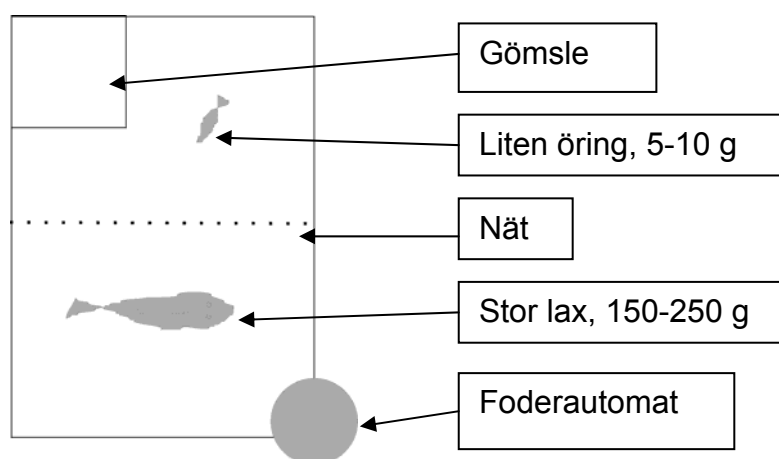 Gömsle
Liten öring, 5-10 g
Nät
Stor lax, 150-250 g
Foderautomat